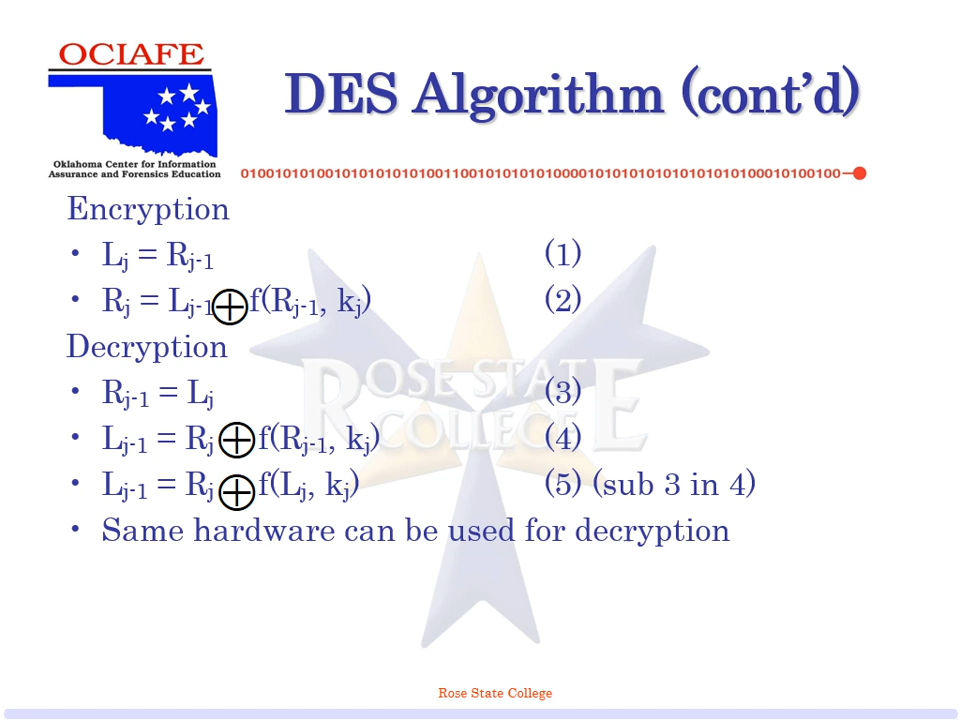 OCIAFE
Oklahoma Center for Information
Assurance and Forensics Education
DES Algorithm (cont’d)
0100101010010101010101010011001010101010100001010101010101010101010100010100100
Encryption
• Lj = Rj-1 (1)
• Rj = Lj-1 ⊕ f(Rj-1, kj) (2)
Decryption
• Rj-1 = Lj (3)
• Lj-1 = Rj ⊕ f(Rj-1, kj) (4)
• Lj-1 = Rj ⊕ f(Lj, kj) (5) (sub 3 in 4)
• Same hardware can be used for decryption
ROSE STATE
COLLEGE
Rose State College